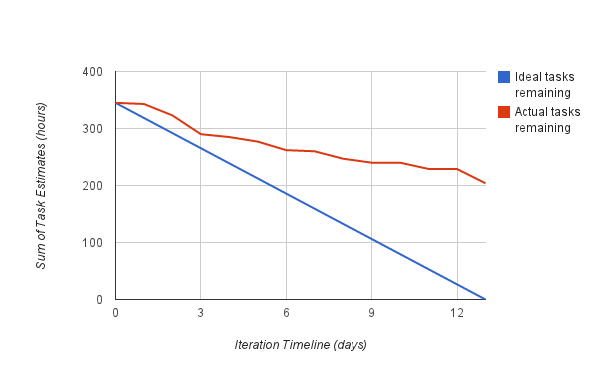 400
300
200
100
0
0
3
6
9
12
Sum of Task Estimates (hours)
Iteration Timeline (days)
Ideal tasks
remaining
Actual tasks
remaining